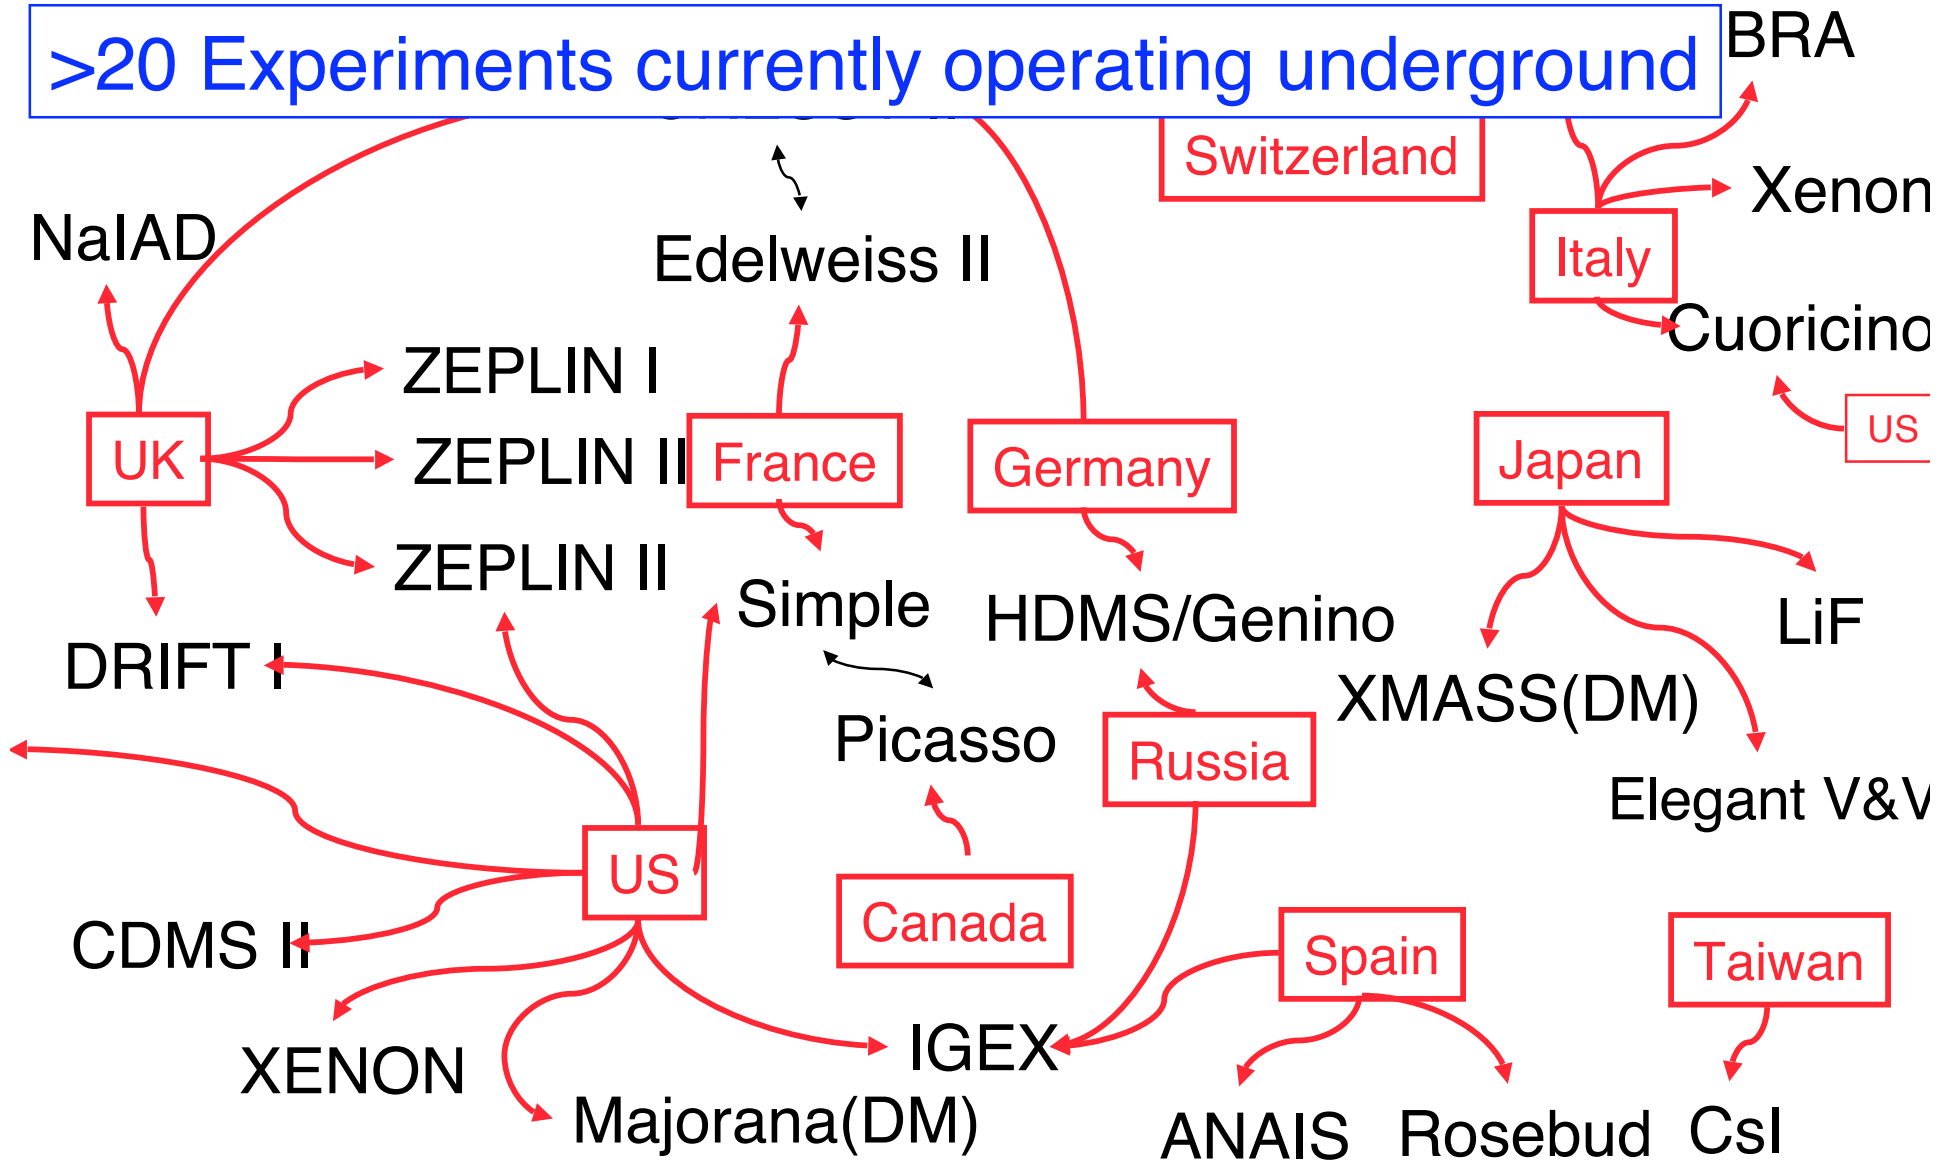 >20 Experiments currently operating underground
BRA
Switzerland
Xenon
NaIAD
Edelweiss II
Italy
Cuoricino
ZEPLIN I
US
UK
ZEPLIN II
France
Germany
Japan
ZEPLIN II
Simple
HDMS/Genino
LiF
DRIFT I
XMASS(DM)
Picasso
Russia
Elegant V&V
US
Canada
CDMS II
Spain
Taiwan
IGEX
XENON
Majorana(DM)
ANAIS
Rosebud
CsI